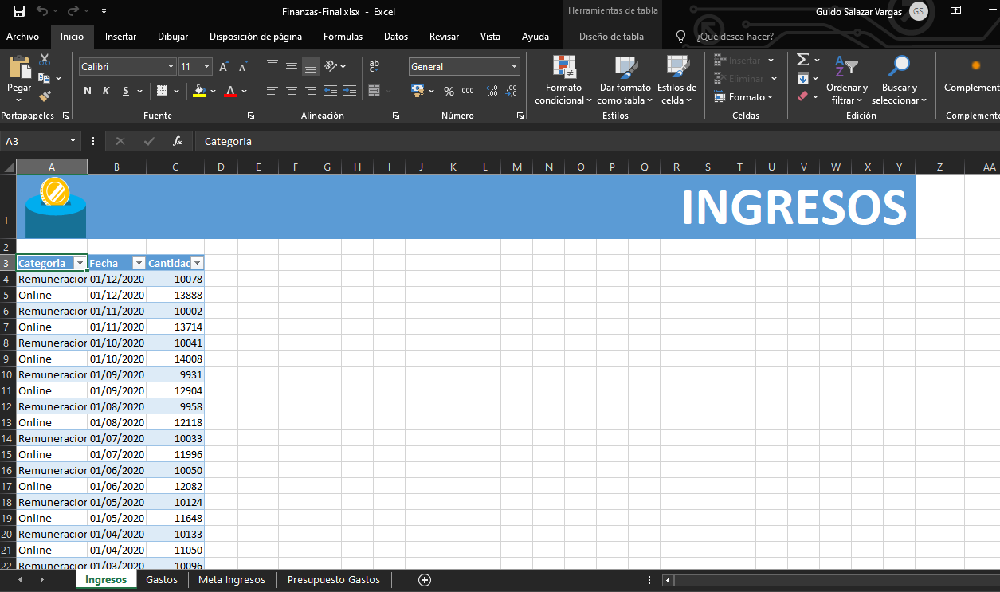 Finanzas-Final.xlsx - Excel
Herramientas de tabla
Guido Salazar Vargas GS
Archivo Inicio Insertar Dibujar Disposición de página Fórmulas Datos Revisar Vista Ayuda Diseño de tabla ¿Qué desea hacer?
Pegar
Calibri 11
N K S
A A
ab
General
% 000
Formato condicional
Dar formato como tabla
Estilos de celda
Insertar
Eliminar
Formato
Ordenar y filtrar
Buscar y seleccionar
Complement
Portapapeles Fuente Alineación Número Estilos Celdas Edición Complemento
A3 fx Categoria
A B C D E F G H I J K L M N O P Q R S T U V W X Y Z AA
1 INGRESOS
2
3 Categoria Fecha Cantidad
4 Remuneracior 01/12/2020 10078
5 Online 01/12/2020 13888
6 Remuneracior 01/11/2020 10002
7 Online 01/11/2020 13714
8 Remuneracior 01/10/2020 10041
9 Online 01/10/2020 14008
10 Remuneracior 01/09/2020 9931
11 Online 01/09/2020 12904
12 Remuneracior 01/08/2020 9958
13 Online 01/08/2020 12118
14 Remuneracior 01/07/2020 10033
15 Online 01/07/2020 11996
16 Remuneracior 01/06/2020 10050
17 Online 01/06/2020 12082
18 Remuneracior 01/05/2020 10124
19 Online 01/05/2020 11648
20 Remuneracior 01/04/2020 10133
21 Online 01/04/2020 11050
22 Remuneracior 01/03/2020 10096
Ingresos Gastos Meta Ingresos Presupuesto Gastos